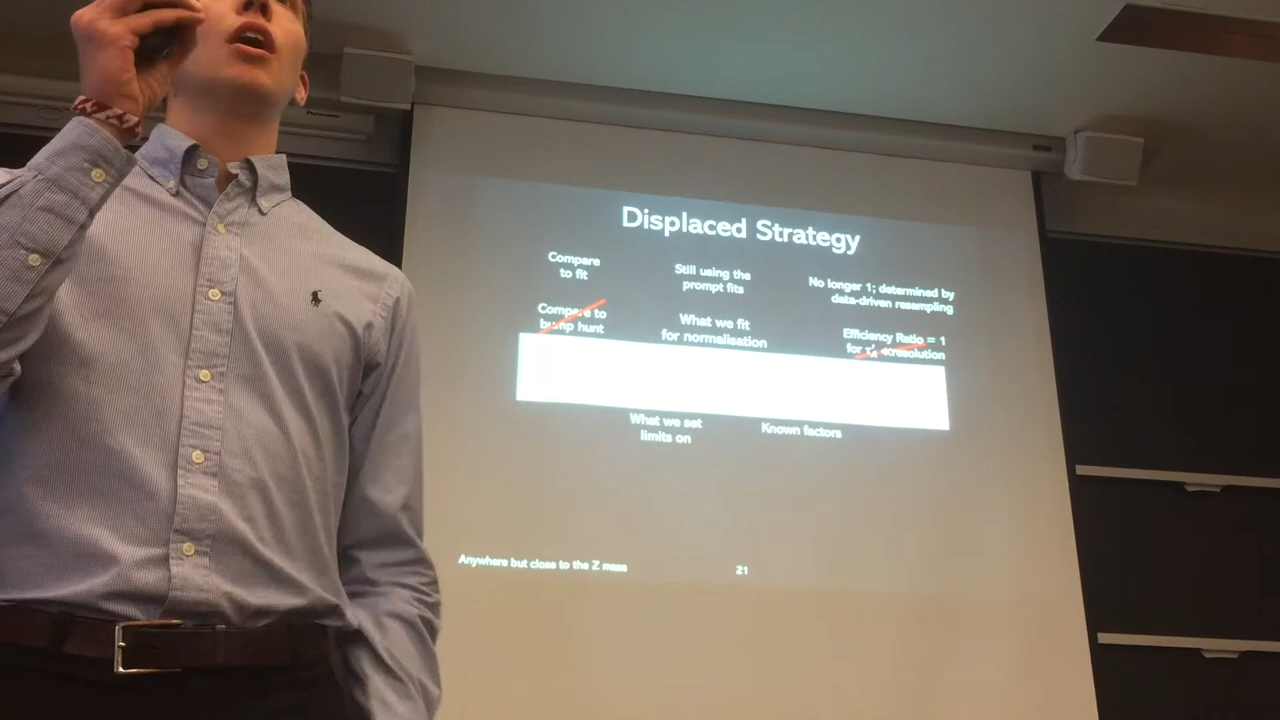 Displaced Strategy
Compare
to fit
Still using the
prompt fits
No longer 1; determined by
data-driven resampling
Compare to
bump hunt
What we fit
for normalisation
Efficiency Ratio = 1
for resolution
What we set
limits on
Known factors
Anywhere but close to the Z mass
21